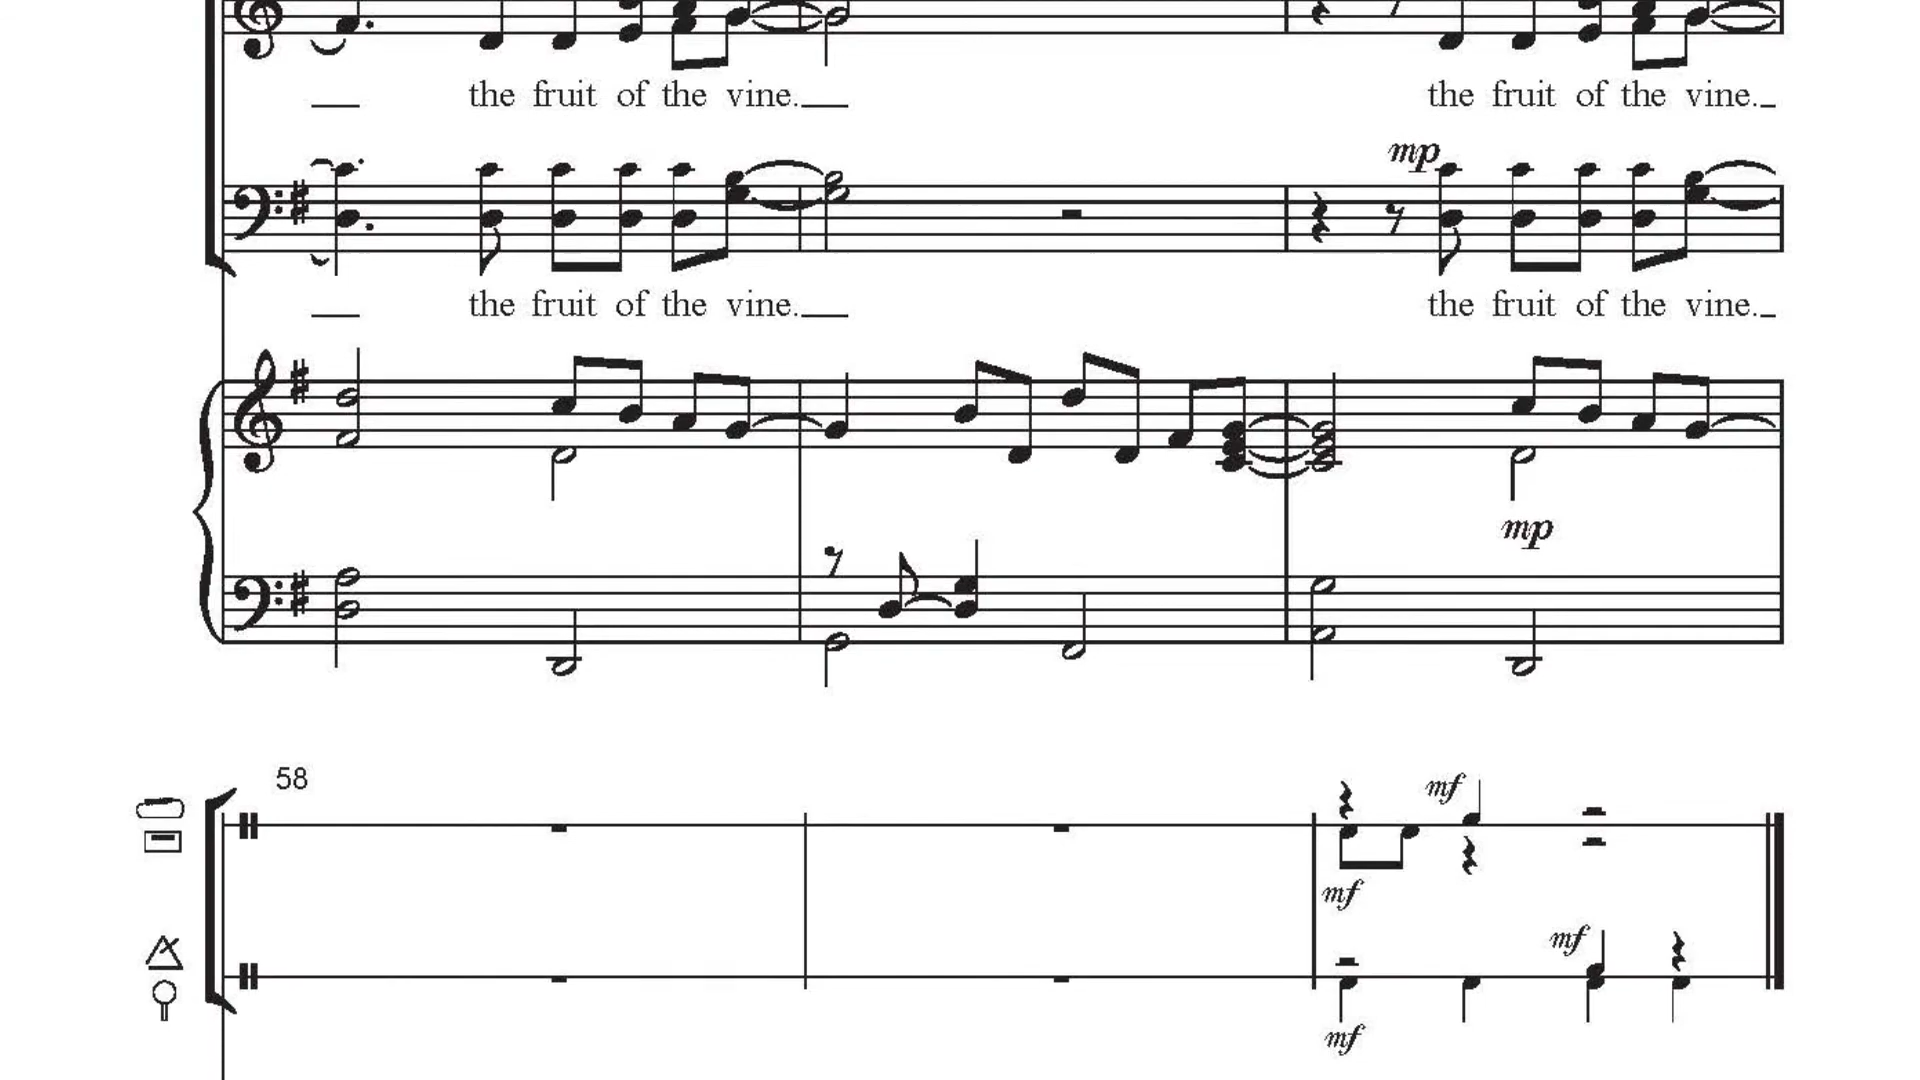 the fruit of the vine. the fruit of the vine.
mp
the fruit of the vine. the fruit of the vine.
mp
58
mf
mf
mf
mf